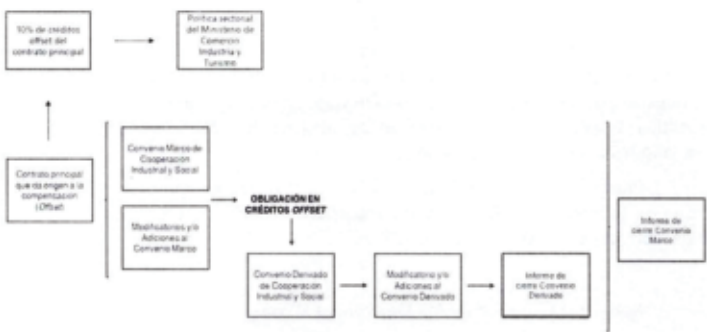 10% de créditos
offset del
contrato principal
Política sectorial
del Ministerio de
Comercio
Industria y
Turismo
Contrato principal
que da origen a la
compensación
(Offset)
Convenio Marco de
Cooperación
Industrial y Social
Modificatorios y/o
Adiciones al
Convenio Marco
OBLIGACIÓN EN
CRÉDITOS OFFSET
Convenio Derivado
de Cooperación
Industrial y Social
Modificatorio y/o
Adiciones al
Convenio Derivado
Informe de
cierre Convenio
Derivado
Informe de
cierre Convenio
Marco